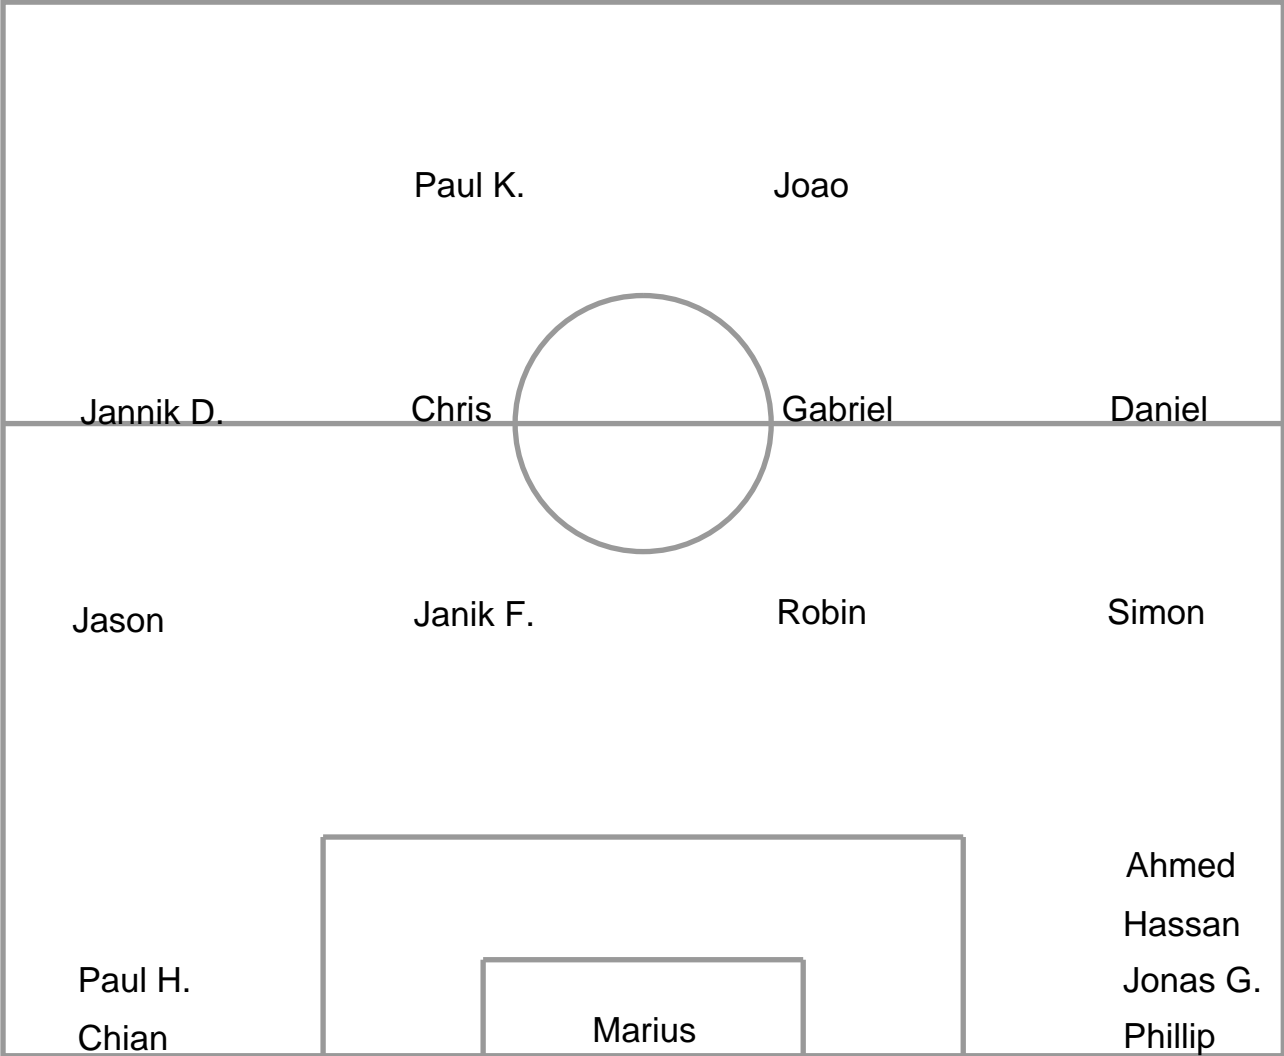 Paul K. Joao
Jannik D. Chris Gabriel Daniel
Jason Janik F. Robin Simon
Ahmed
Hassan
Paul H. Jonas G.
Chian Marius Phillip